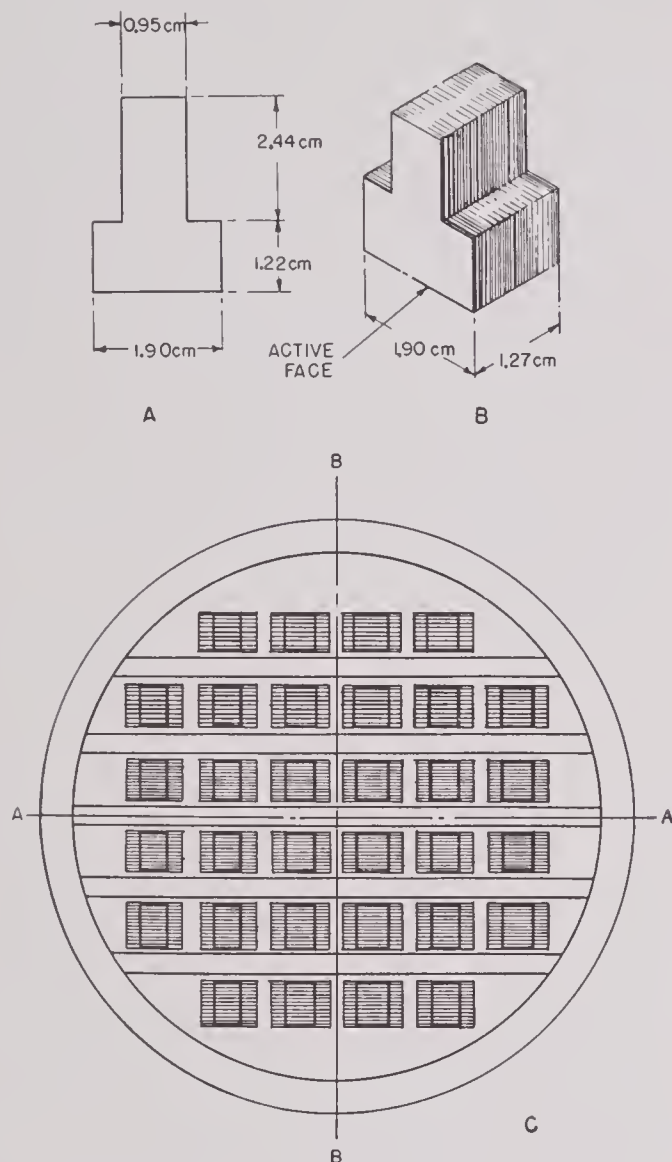 0.95cm
2.44cm
1.22cm
1.90cm
A
ACTIVE
FACE
1.90 cm
1.27cm
B
B
A
A
C
B